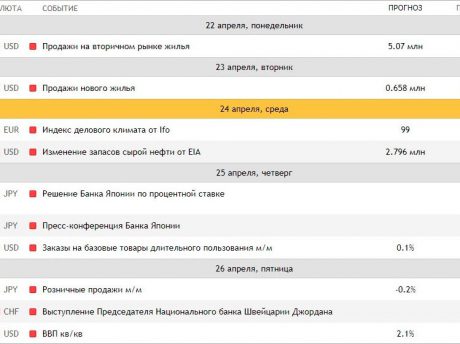 ЛЮТА СОБЫТИЕ ПРОГНОЗ
22 апреля, понедельник
USD Продажи на вторичном рынке жилья 5.07 млн
23 апреля, вторник
USD Продажи нового жилья 0.658 млн
24 апреля, среда
EUR Индекс делового климата от Ifo 99
USD Изменение запасов сырой нефти от EIA 2.796 млн
25 апреля, четверг
JPY Решение Банка Японии по процентной ставке
JPY Пресс-конференция Банка Японии
USD Заказы на базовые товары длительного пользования м/м 0.1%
26 апреля, пятница
JPY Розничные продажи м/м -0.2%
CHF Выступление Председателя Национального банка Швейцарии Джордана
USD ВВП кв/кв 2.1%